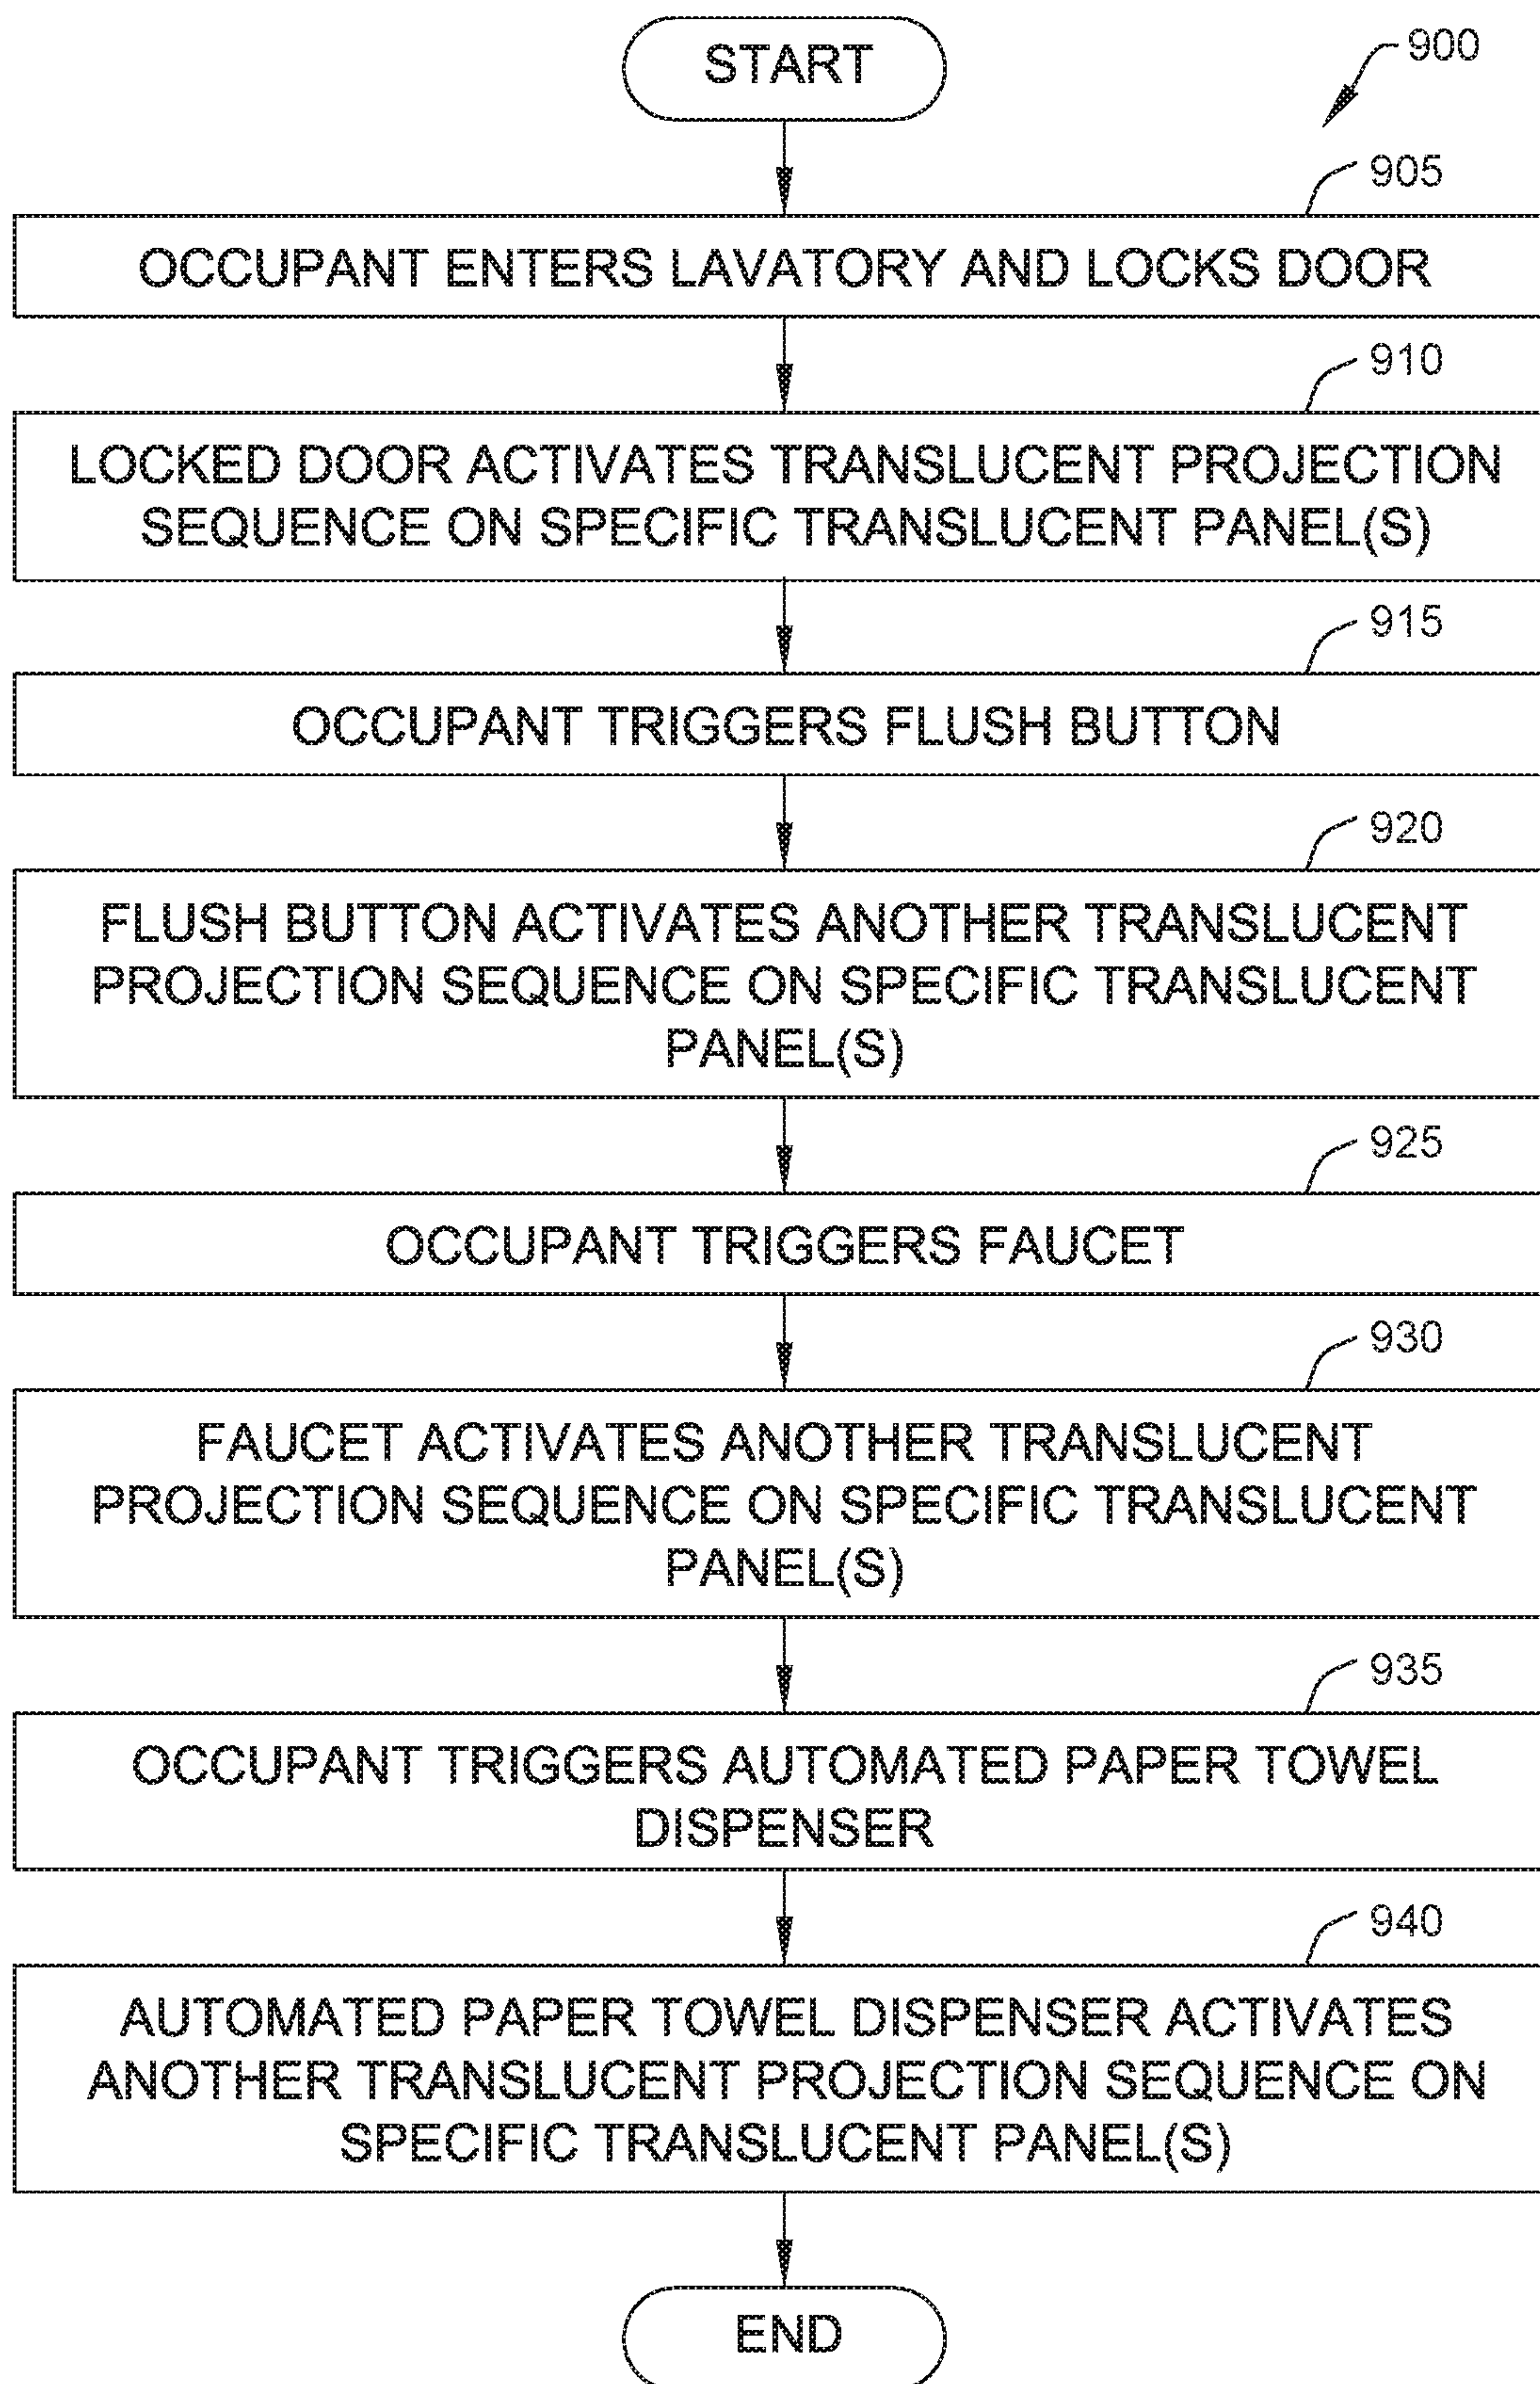 START
900
905
OCCUPANT ENTERS LAVATORY AND LOCKS DOOR
910
LOCKED DOOR ACTIVATES TRANSLUCENT PROJECTION
SEQUENCE ON SPECIFIC TRANSLUCENT PANEL(S)
915
OCCUPANT TRIGGERS FLUSH BUTTON
920
FLUSH BUTTON ACTIVATES ANOTHER TRANSLUCENT
PROJECTION SEQUENCE ON SPECIFIC TRANSLUCENT
PANEL(S)
925
OCCUPANT TRIGGERS FAUCET
930
FAUCET ACTIVATES ANOTHER TRANSLUCENT
PROJECTION SEQUENCE ON SPECIFIC TRANSLUCENT
PANEL(S)
935
OCCUPANT TRIGGERS AUTOMATED PAPER TOWEL
DISPENSER
940
AUTOMATED PAPER TOWEL DISPENSER ACTIVATES
ANOTHER TRANSLUCENT PROJECTION SEQUENCE ON
SPECIFIC TRANSLUCENT PANEL(S)
END